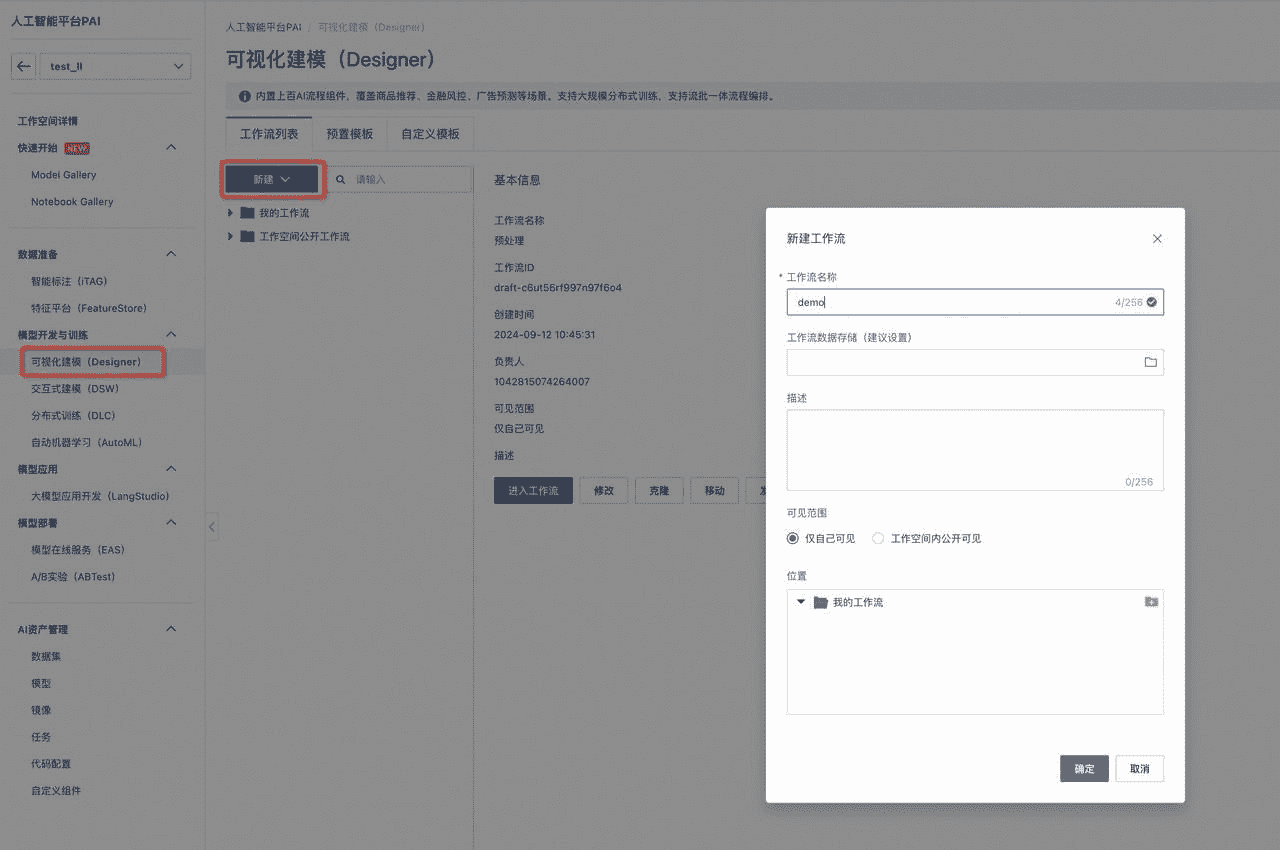 人工智能平台PAI
test_ll
工作空间详情
快速开始 NEW
Model Gallery
Notebook Gallery
数据准备
智能标注（iTAG）
特征平台（FeatureStore）
模型开发与训练
可视化建模（Designer）
交互式建模（DSW）
分布式训练（DLC）
自动机器学习（AutoML）
模型应用
大模型应用开发（LangStudio）
模型部署
模型在线服务（EAS）
A/B实验（ABTest）
AI资产管理
数据集
模型
镜像
任务
代码配置
自定义组件
人工智能平台PAI / 可视化建模（Designer）
可视化建模（Designer）
内置上百AI流程组件，覆盖商品推荐、金融风控、广告预测等场景。支持大规模分布式训练，支持流批一体流程编排。
工作流列表 预置模板 自定义模板
新建 请输入
我的工作流
工作空间公开工作流
基本信息
工作流名称
预处理
工作流ID
draft-c6ut56rf997n97f6o4
创建时间
2024-09-12 10:45:31
负责人
1042815074264007
可见范围
仅自己可见
描述
进入工作流 修改 克隆 移动
新建工作流
* 工作流名称
demo 4/256
工作流数据存储（建议设置）
描述
0/256
可见范围
仅自己可见 工作空间内公开可见
位置
我的工作流
确定 取消